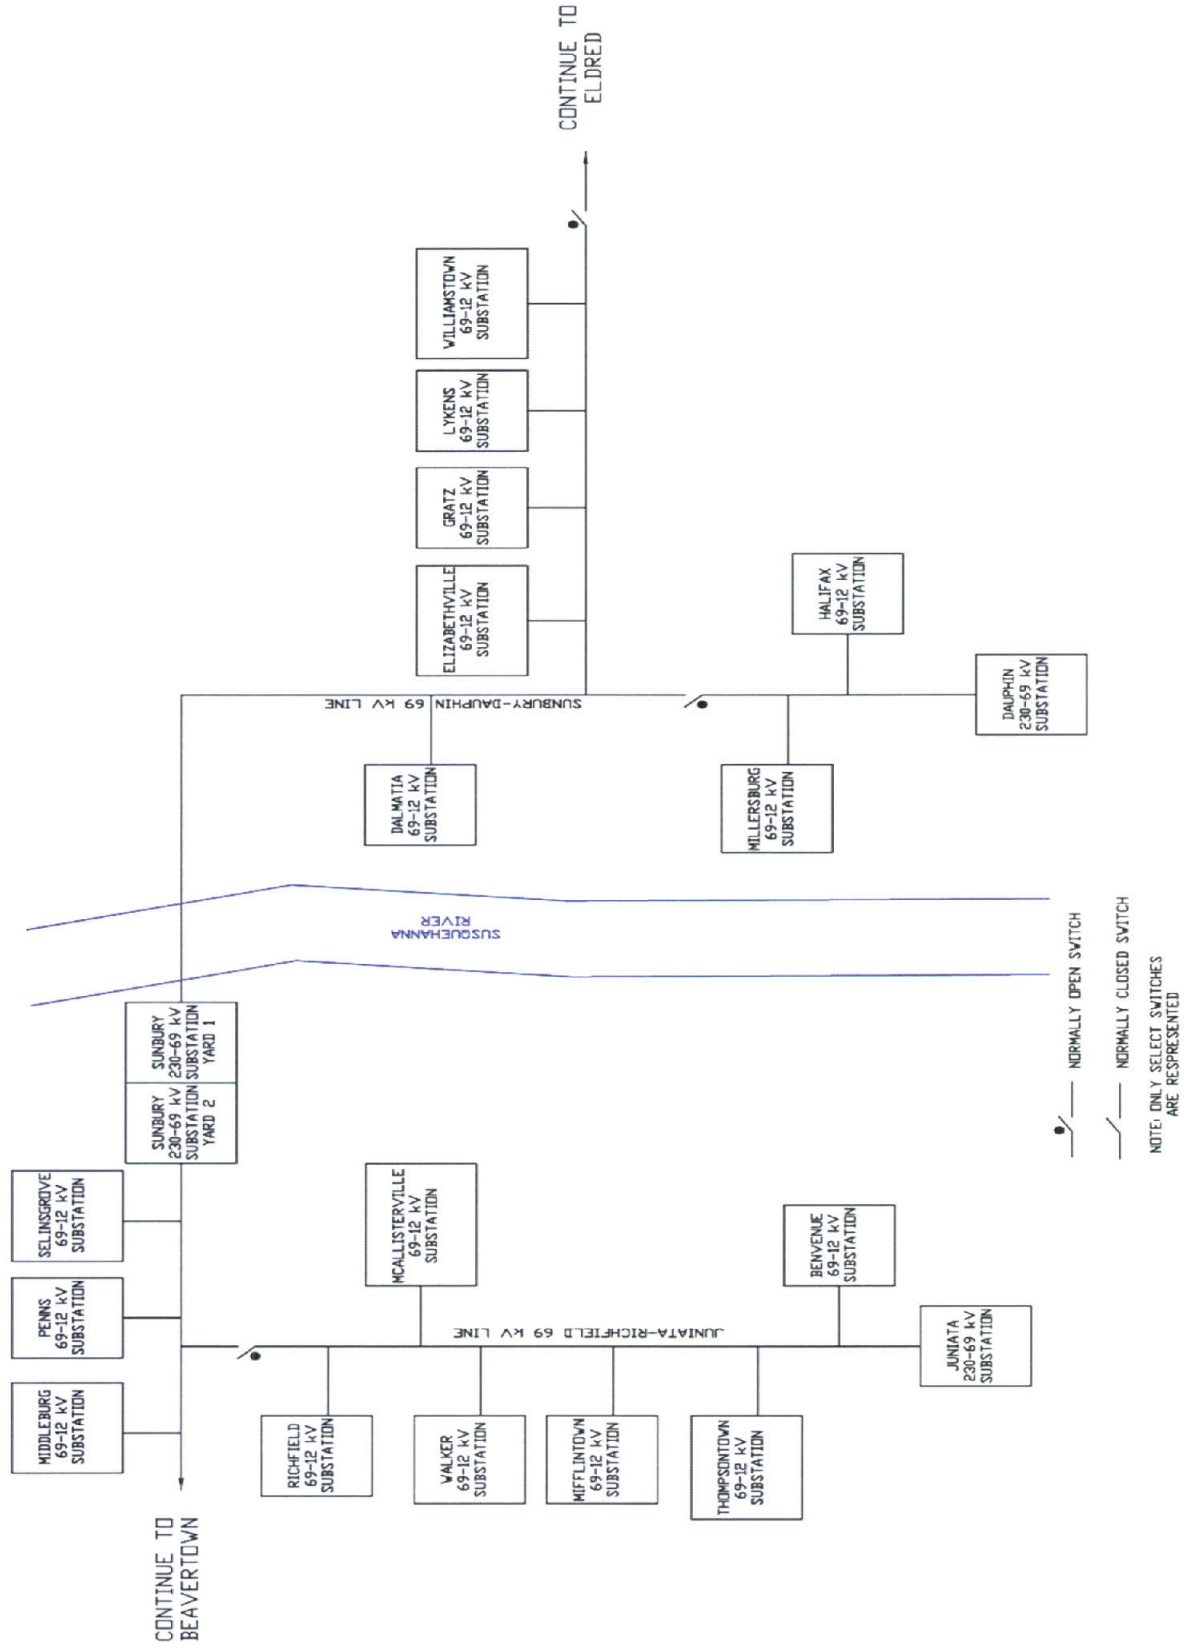 CONTINUE TO
BEAVERTOWN
MIDDLEBURG
69-12 kV
SUBSTATION
PENNS
69-12 kV
SUBSTATION
SELINSGROVE
69-12 kV
SUBSTATION
SUNBURY
230-69 kV
SUBSTATION
YARD 2
SUNBURY
230-69 kV
SUBSTATION
YARD 1
RICHFIELD
69-12 kV
SUBSTATION
MCALLISTERVILLE
69-12 kV
SUBSTATION
WALKER
69-12 kV
SUBSTATION
MIFFLINTOWN
69-12 kV
SUBSTATION
THOMPSONTOWN
69-12 kV
SUBSTATION
BENVENUE
69-12 kV
SUBSTATION
JUNIATA
230-69 kV
SUBSTATION
JUNIATA-RICHFIELD 69 KV LINE
SUSQUEHANNA
RIVER
SUNBURY-DAUPHIN 69 KV LINE
DALMATIA
69-12 kV
SUBSTATION
ELIZABETHVILLE
69-12 kV
SUBSTATION
GRATZ
69-12 kV
SUBSTATION
LYKENS
69-12 kV
SUBSTATION
WILLIAMSTOWN
69-12 kV
SUBSTATION
CONTINUE TO
ELDRED
MILLERSBURG
69-12 kV
SUBSTATION
HALIFAX
69-12 kV
SUBSTATION
DAUPHIN
230-69 kV
SUBSTATION
NORMALLY OPEN SWITCH
NORMALLY CLOSED SWITCH
NOTE: ONLY SELECT SWITCHES
ARE RESPRESENTED